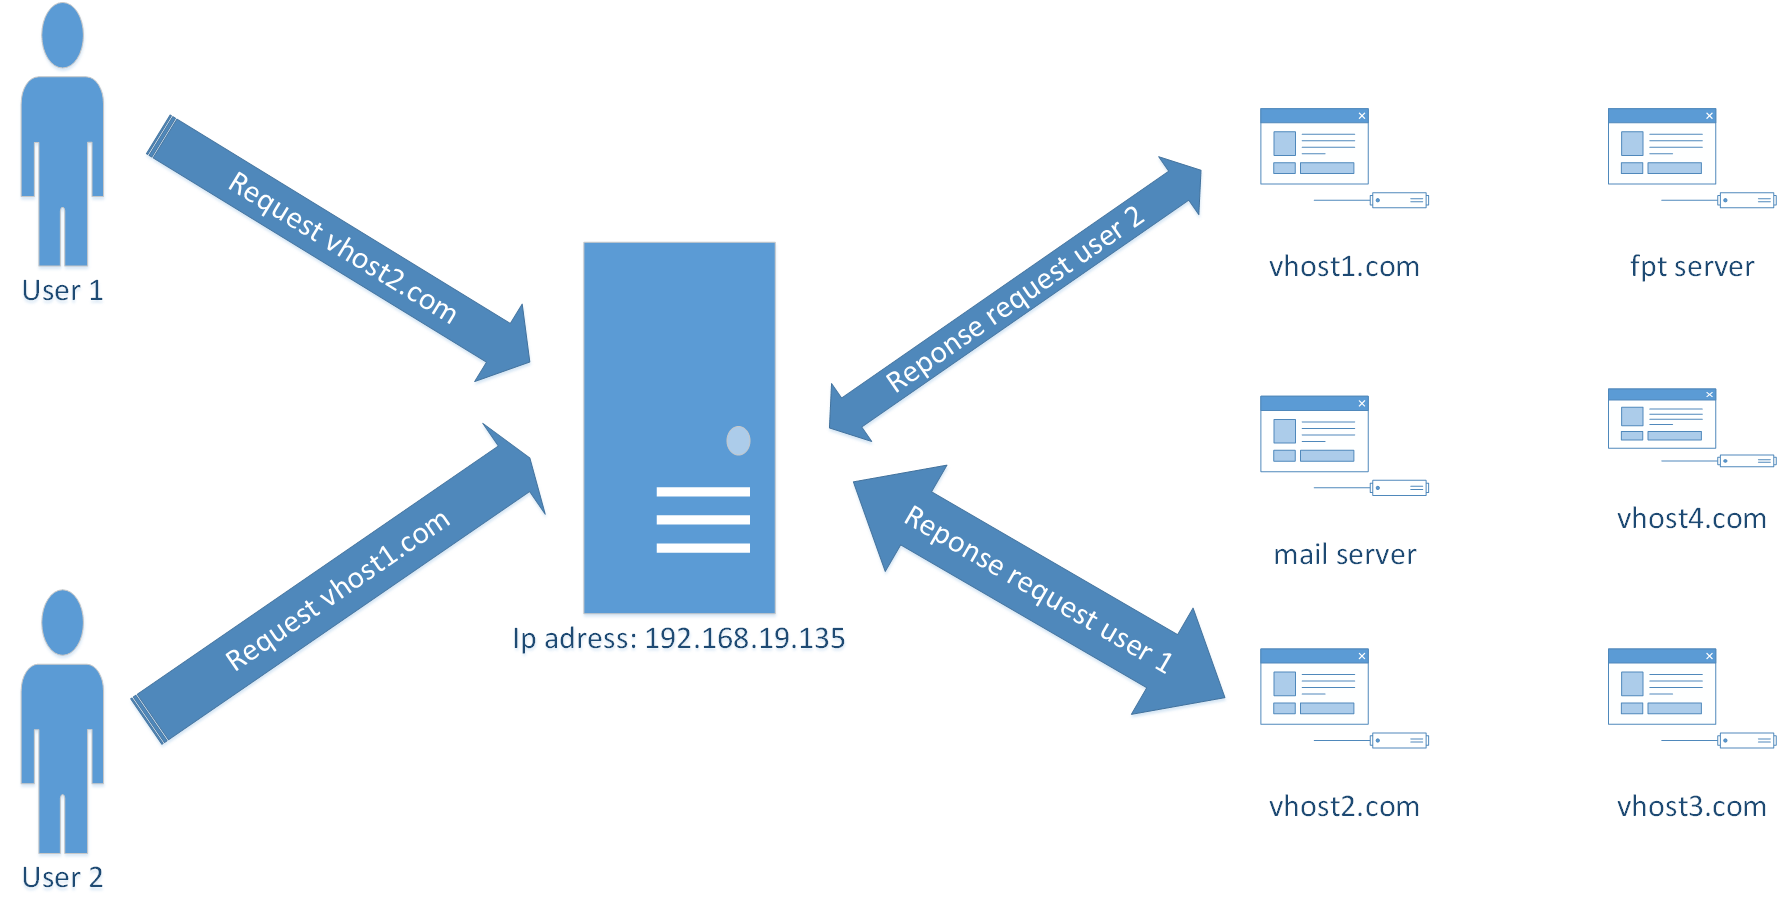 User 1
Request vhost2.com
Request vhost1.com
User 2
Ip adress: 192.168.19.135
Reponse request user 2
Reponse request user 1
vhost1.com
fpt server
mail server
vhost4.com
vhost2.com
vhost3.com